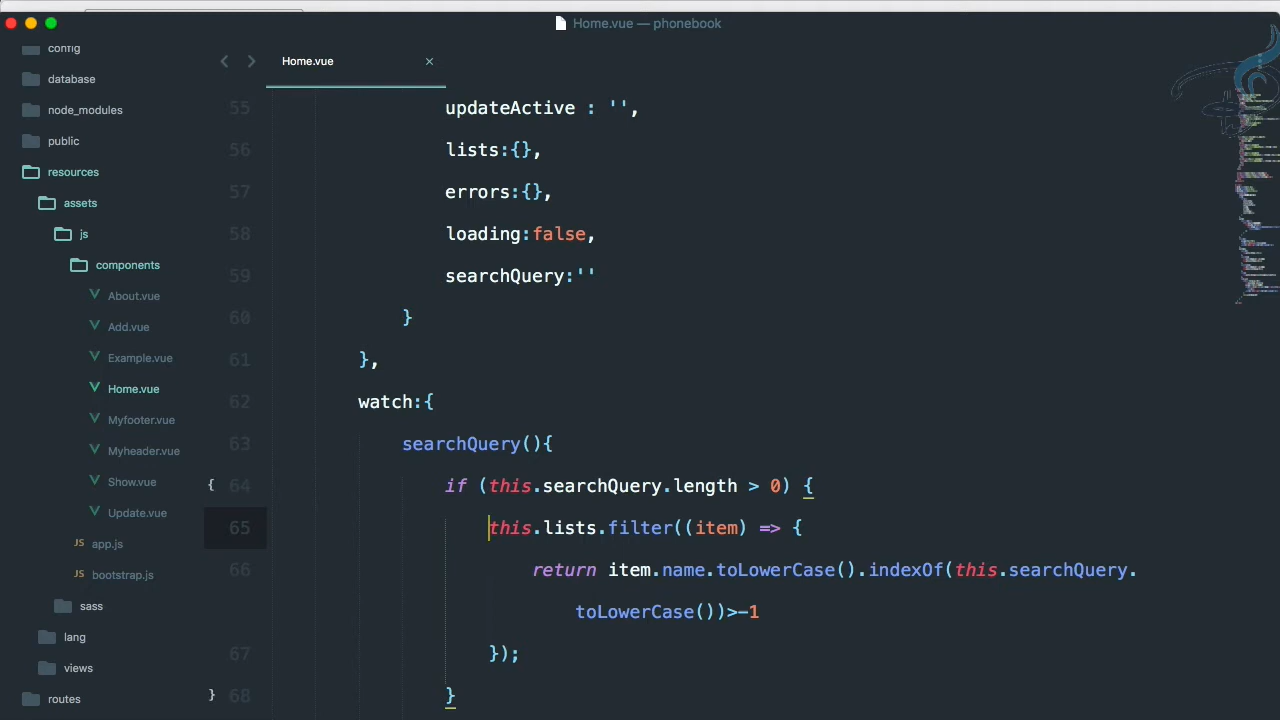 Home.vue — phonebook
config
database
node_modules
public
resources
assets
js
components
About.vue
Add.vue
Example.vue
Home.vue
Myfooter.vue
Myheader.vue
Show.vue
Update.vue
JS app.js
JS bootstrap.js
sass
lang
views
routes
Home.vue ×
55 updateActive : '',
56 lists:{},
57 errors:{},
58 loading:false,
59 searchQuery:''
60 }
61 },
62 watch:{
63 searchQuery(){
{ 64 if (this.searchQuery.length > 0) {
65 this.lists.filter((item) => {
66 return item.name.toLowerCase().indexOf(this.searchQuery.
toLowerCase())>-1
67 });
} 68 }